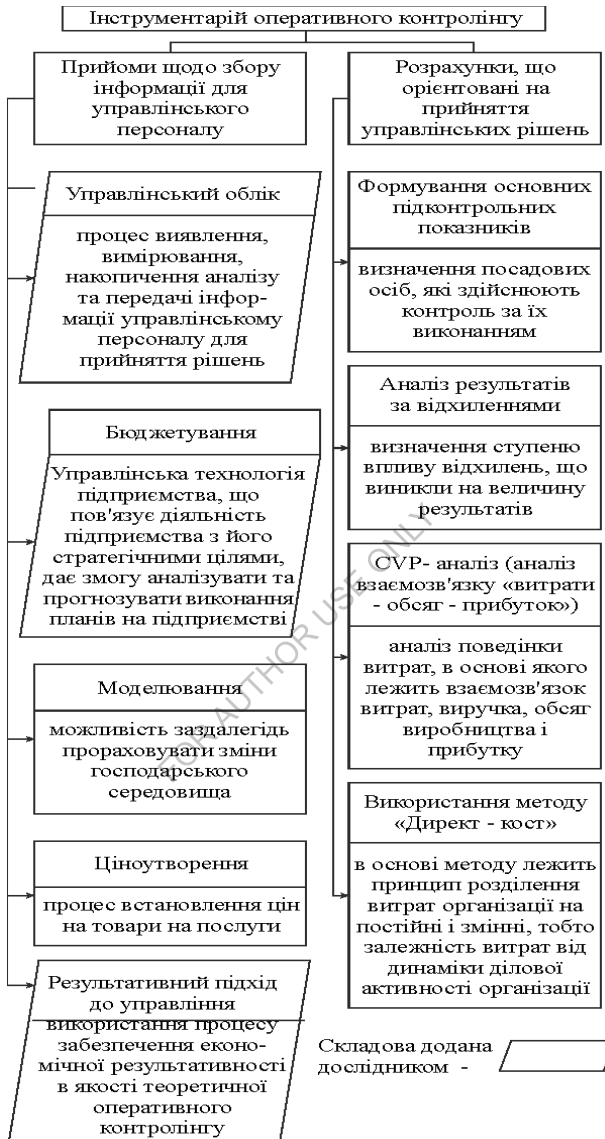 Інструментарій оперативного контролінгу
Прийоми щодо збору
інформації для
управлінського
персоналу
Управлінський облік
процес виявлення,
вимірювання,
накопичення аналізу
та передачі інфор-
мації управлінському
персоналу для
прийняття рішень
Бюджетування
Управлінська технологія
підприємства, що
пов'язує діяльність
підприємства з його
стратегічними цілями,
дає змогу аналізувати та
прогнозувати виконання
планів на підприємстві
Моделювання
можливість заздалегідь
прораховувати зміни
господарського
середовища
Ціноутворення
процес встановлення цін
на товари на послуги
Результативний підхід
до управління
використання процесу
забезпечення еконо-
мічної результативності
в якості теоретичної
оперативного
контролінгу
Розрахунки, що
орієнтовані на
прийняття
управлінських рішень
Формування основних
підконтрольних
показників
визначення посадових
осіб, які здійснюють
контроль за їх
виконанням
Аналіз результатів
за відхиленнями
визначення ступеню
впливу відхилень, що
виникли на величину
результатів
CVP- аналіз (аналіз
взаємозв'язку «витрати
- обсяг - прибуток»)
аналіз поведінки
витрат, в основі якого
лежить взаємозв'язок
витрат, виручка, обсяг
виробництва і
прибутку
Використання методу
«Директ - кост»
в основі методу лежить
принцип розділення
витрат організації на
постійні і змінні, тобто
залежність витрат від
динаміки ділової
активності організації
Складова додана
дослідником -
FOR AUTHOR USE ONLY